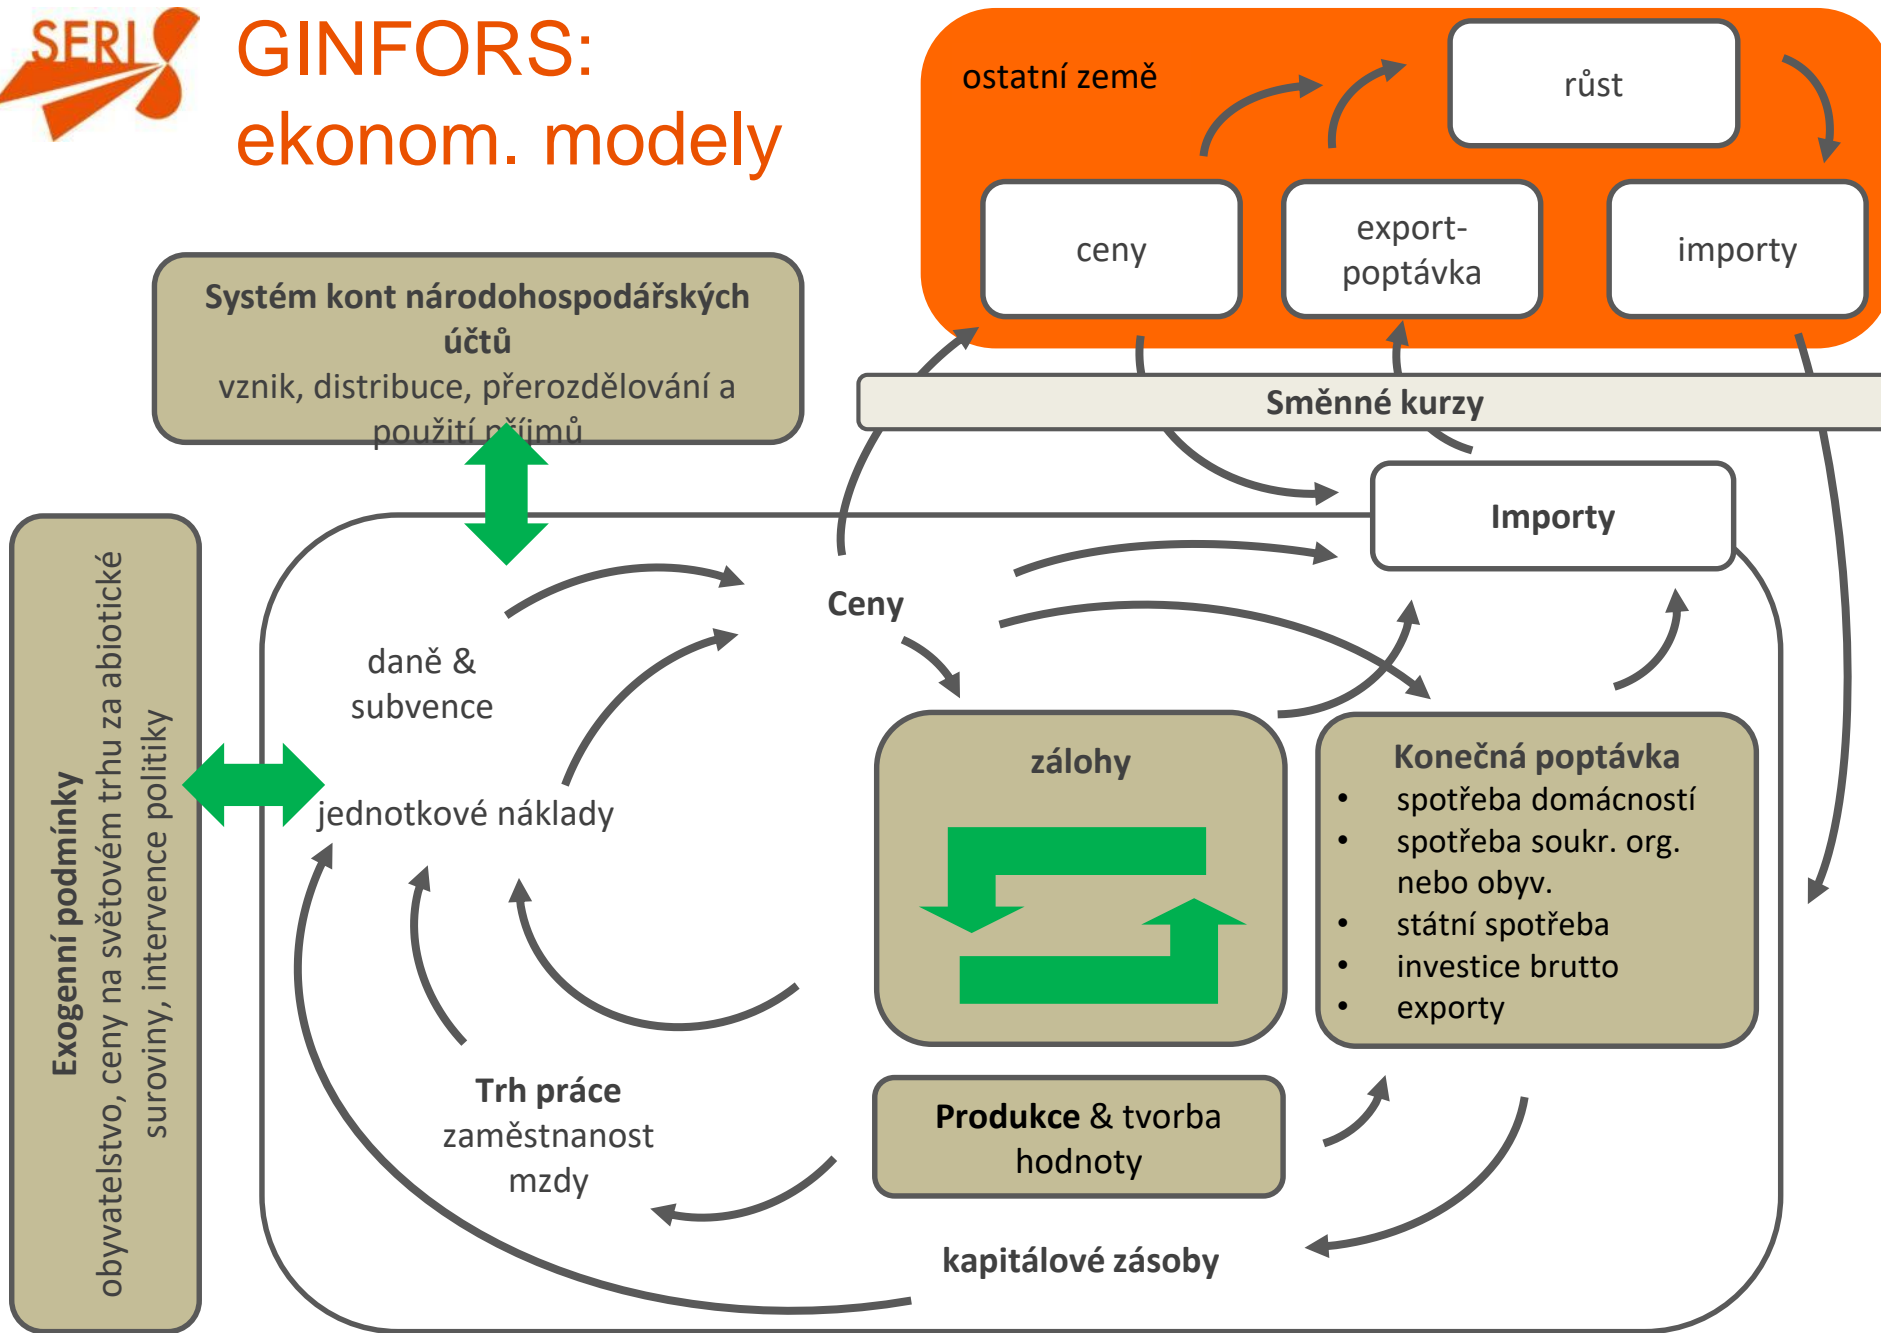 SERI
GINFORS:
ekonom. modely
ostatní země
růst
ceny
export-
poptávka
importy
Systém kont národohospodářských
účtů
vznik, distribuce, přerozdělování a
použití příjmů
Směnné kurzy
Importy
Exogenní podmínky
obyvatelstvo, ceny na světovém trhu za abiotické
suroviny, intervence politiky
Ceny
daně &
subvence
jednotkové náklady
zálohy
Konečná poptávka
• spotřeba domácností
• spotřeba soukr. org.
nebo obyv.
• státní spotřeba
• investice brutto
• exporty
Trh práce
zaměstnanost
mzdy
Produkce & tvorba
hodnoty
kapitálové zásoby